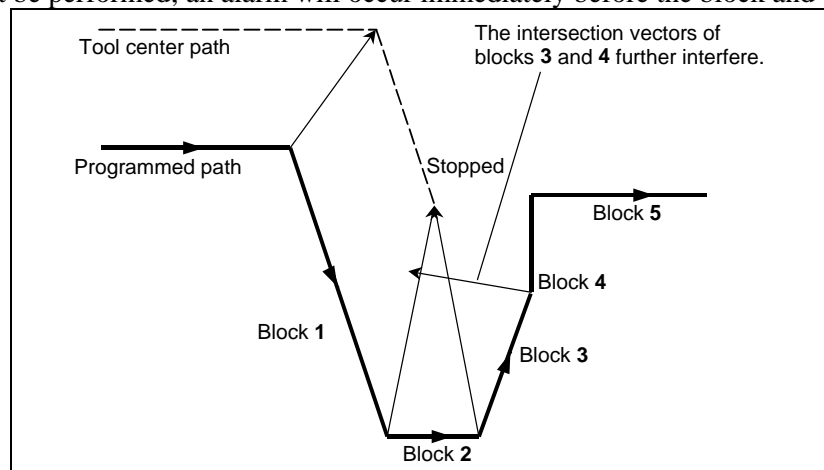 be performed, an alarm will occur immediately before the block and
Tool center path
The intersection vectors of
blocks 3 and 4 further interfere.
Programmed path
Stopped
Block 5
Block 4
Block 1
Block 3
Block 2